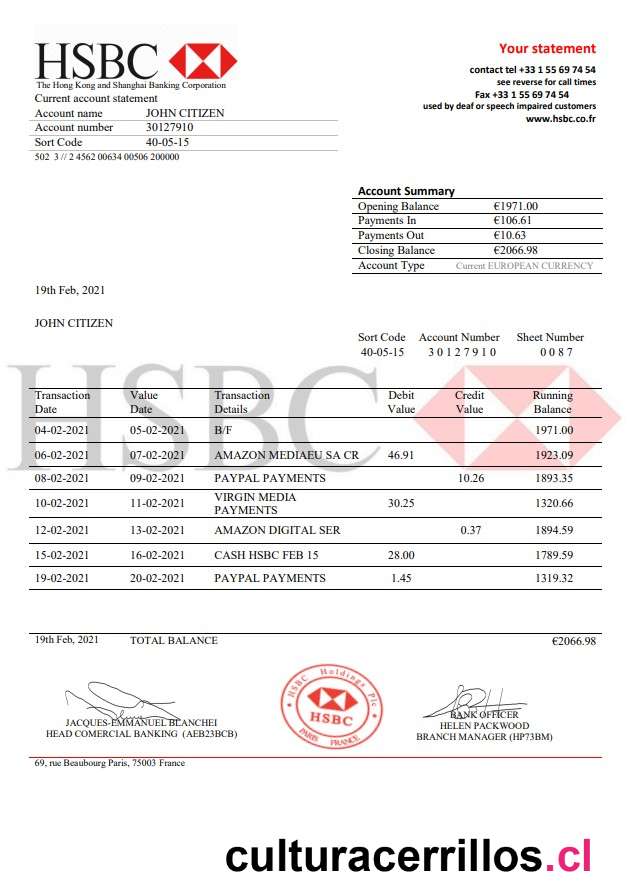 HSBC
The Hong Kong and Shanghai Banking Corporation
Current account statement
Account name JOHN CITIZEN
Account number 30127910
Sort Code 40-05-15
502 3 // 2 4562 00634 00506 200000
Your statement
contact tel +33 1 55 69 74 54
see reverse for call times
Fax +33 1 55 69 74 54
used by deaf or speech impaired customers
www.hsbc.co.fr
Account Summary
Opening Balance €1971.00
Payments In €106.61
Payments Out €10.63
Closing Balance €2066.98
Account Type Current EUROPEAN CURRENCY
19th Feb, 2021
JOHN CITIZEN
Sort Code Account Number Sheet Number
40-05-15 3 0 1 2 7 9 1 0 0 0 8 7
HSBC
Transaction Value Transaction Debit Credit Running
Date Date Details Value Value Balance
04-02-2021 05-02-2021 B/F 1971.00
06-02-2021 07-02-2021 AMAZON MEDIAEU SA CR 46.91 1923.09
08-02-2021 09-02-2021 PAYPAL PAYMENTS 10.26 1893.35
10-02-2021 11-02-2021 VIRGIN MEDIA PAYMENTS 30.25 1320.66
12-02-2021 13-02-2021 AMAZON DIGITAL SER 0.37 1894.59
15-02-2021 16-02-2021 CASH HSBC FEB 15 28.00 1789.59
19-02-2021 20-02-2021 PAYPAL PAYMENTS 1.45 1319.32
19th Feb, 2021 TOTAL BALANCE €2066.98
JACQUES-EMMANUEL BLANCHEI
HEAD COMERCIAL BANKING (AEB23BCB)
HSBC Holdings Plc
HSBC
PARIS FRANCE
BANK OFFICER
HELEN PACKWOOD
BRANCH MANAGER (HP73BM)
69, rue Beaubourg Paris, 75003 France
culturacerrillos.cl